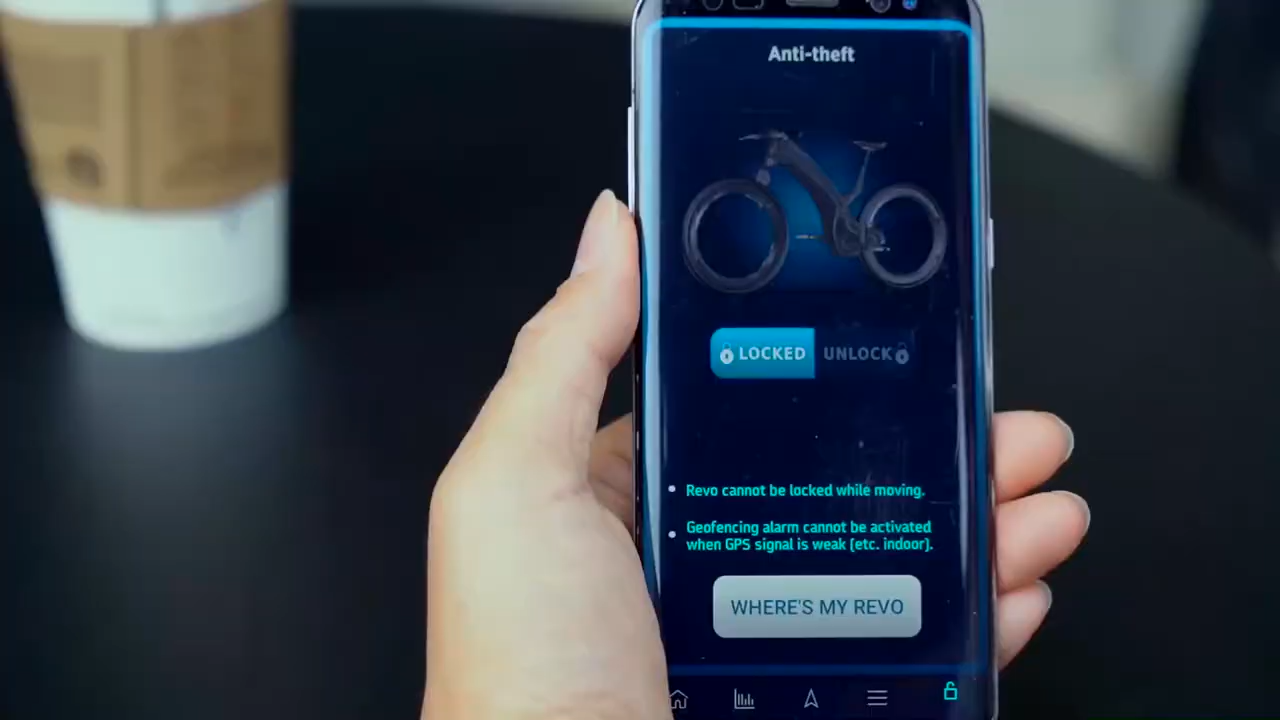 Anti-theft
LOCKED UNLOCK
Revo cannot be locked while moving.
Geofencing alarm cannot be activated
when GPS signal is weak (etc. indoor).
WHERE'S MY REVO